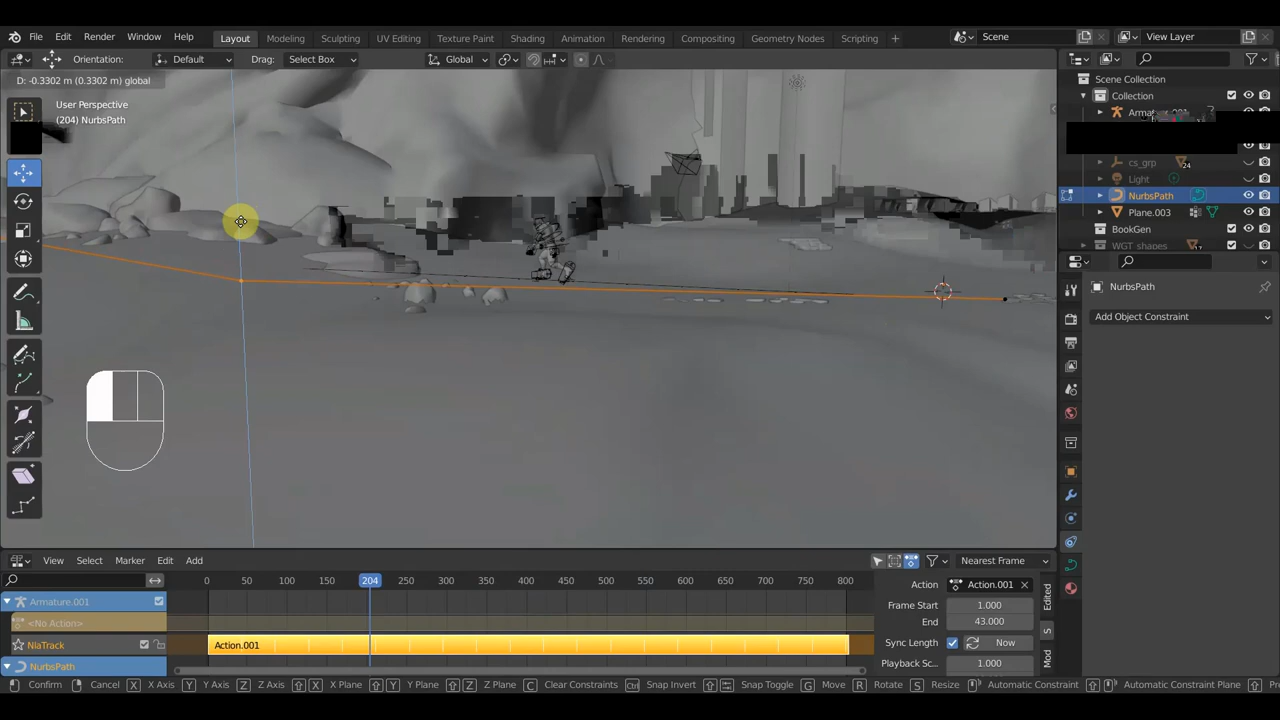 File Edit Render Window Help Layout Modeling Sculpting UV Editing Texture Paint Shading Animation Rendering Compositing Geometry Nodes Scripting + Scene View Layer
Orientation: Default Drag: Select Box Global
D: -0.3302 m (0.3302 m) global
User Perspective
(204) NurbsPath
Scene Collection
Collection
cs_grp 24
Light
NurbsPath
Plane.003
BookGen
WGT_shapes
NurbsPath
Add Object Constraint
View Select Marker Edit Add Nearest Frame
0 50 100 150 204 250 300 350 400 450 500 550 600 650 700 750 800
Armature.001
<No Action>
NlaTrack
Action.001
NurbsPath
Action Action.001
Frame Start 1.000
End 43.000
Sync Length Now
Playback Sc... 1.000
Edited
S
Mod
Confirm Cancel X X Axis Y Y Axis Z Z Axis X X Plane Y Y Plane Z Z Plane C Clear Constraints Ctrl Snap Invert Snap Toggle G Move R Rotate S Resize Automatic Constraint Automatic Constraint Plane